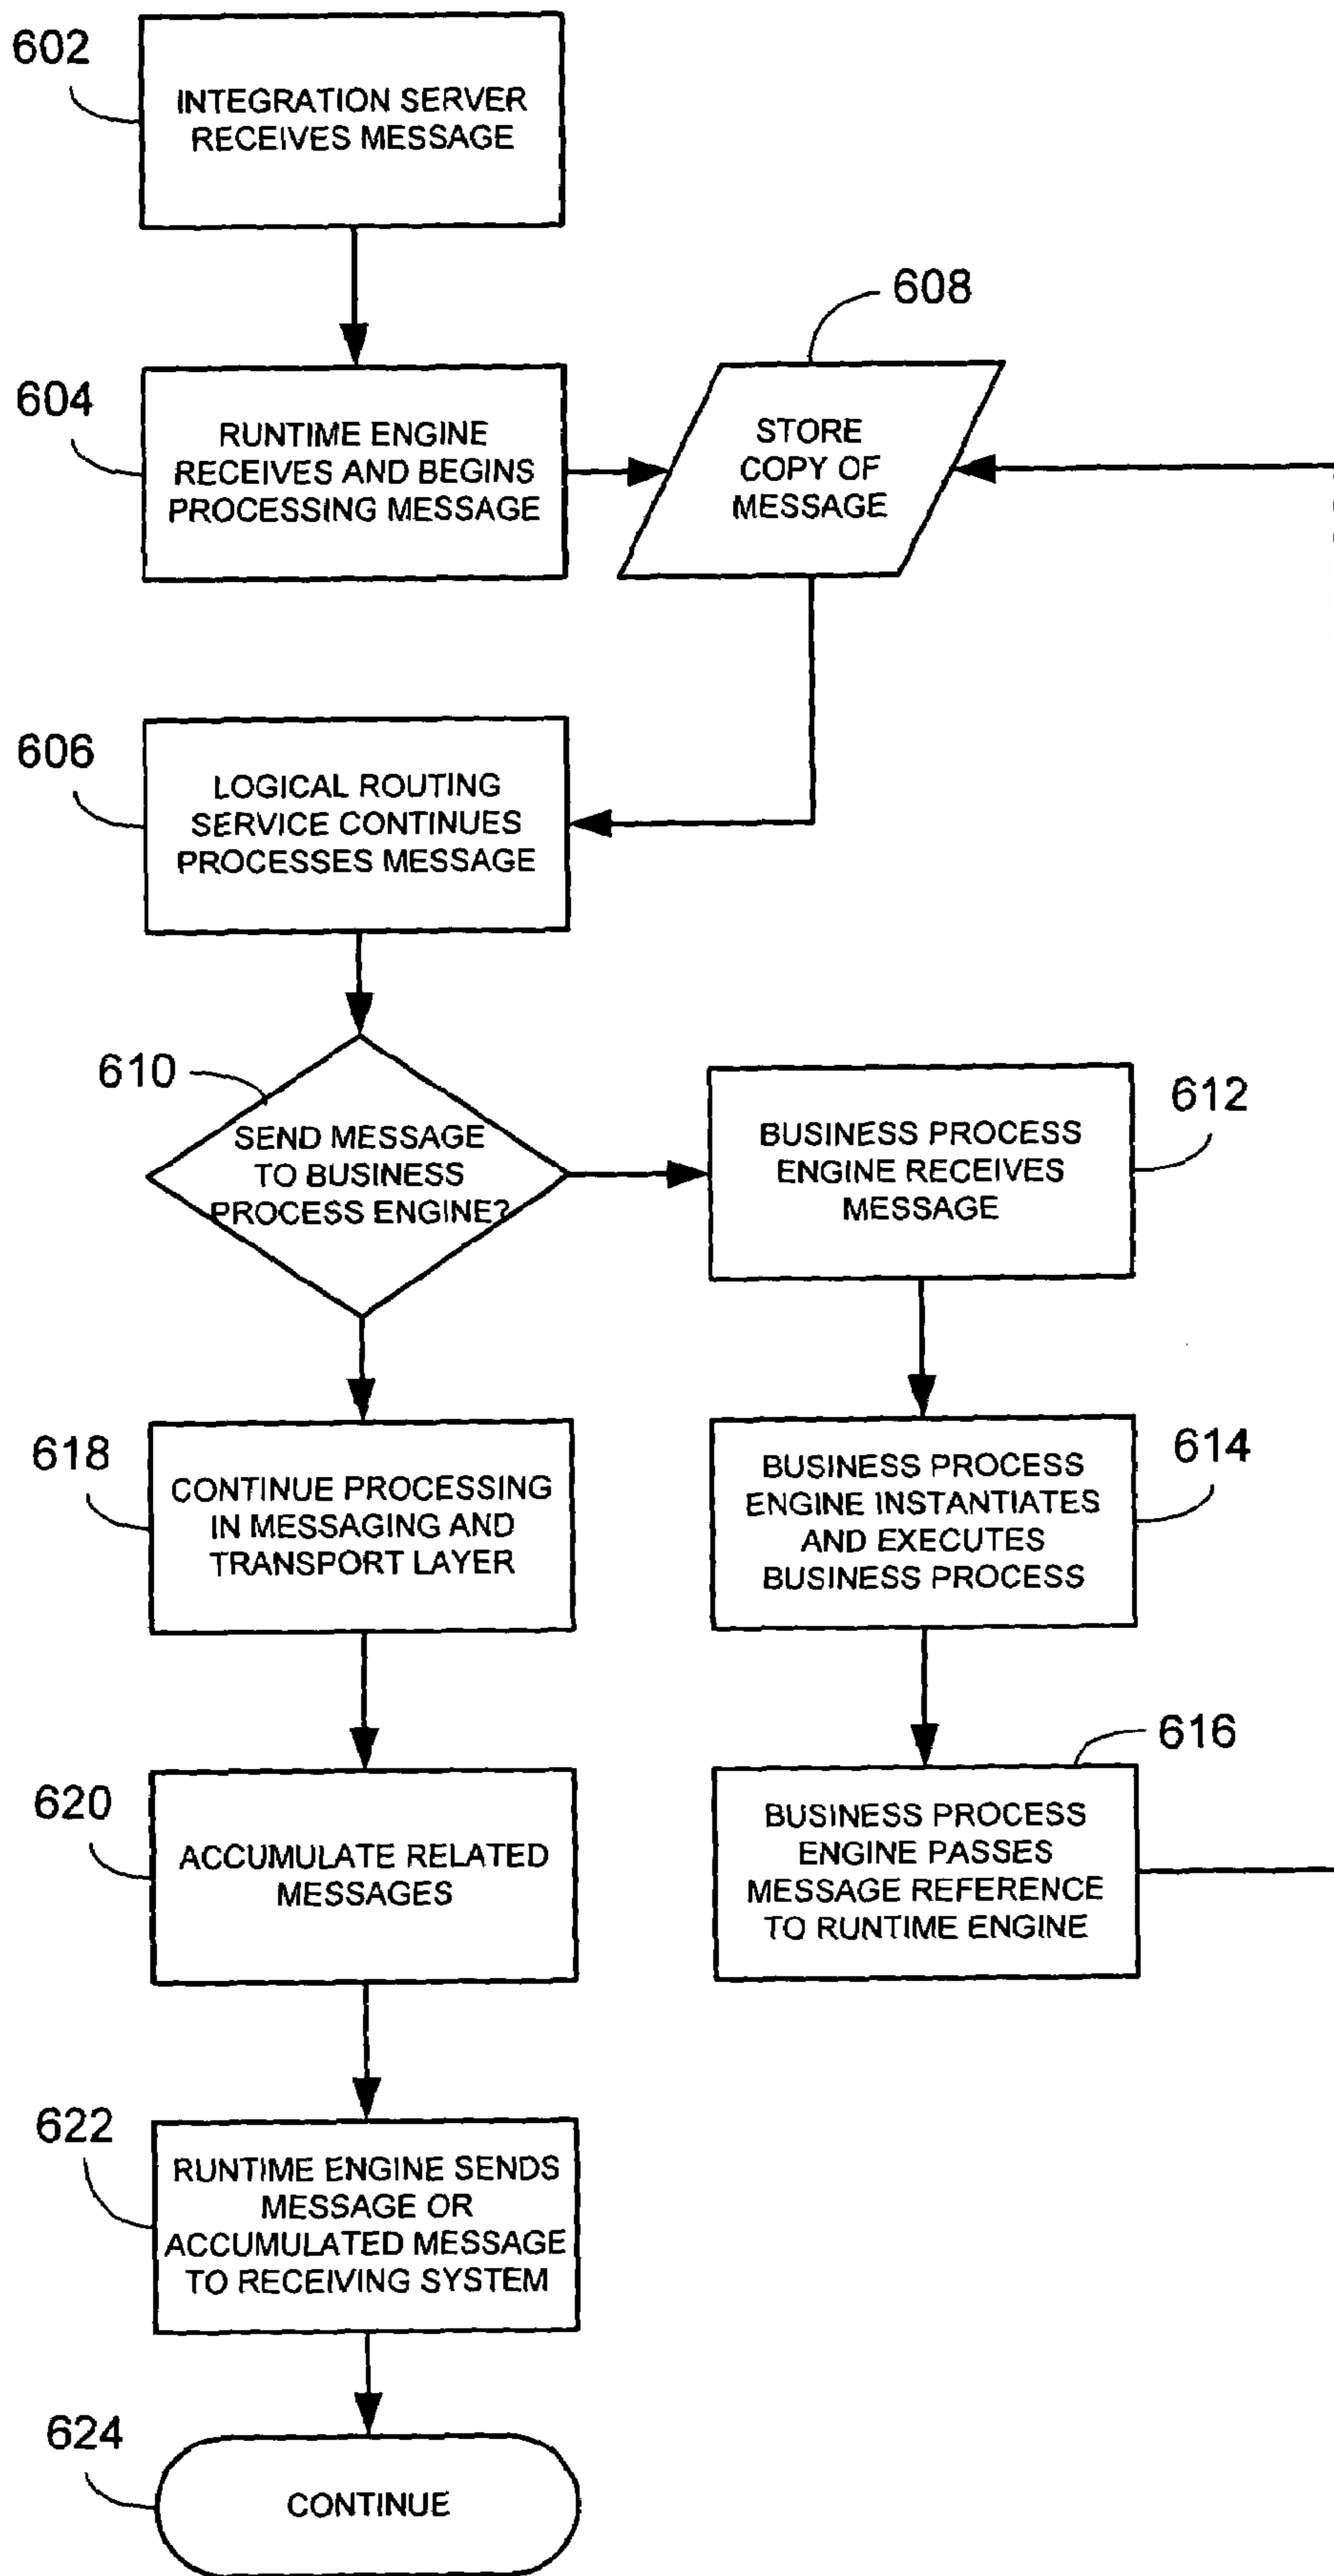 602
INTEGRATION SERVER
RECEIVES MESSAGE
608
604
RUNTIME ENGINE
RECEIVES AND BEGINS
PROCESSING MESSAGE
STORE
COPY OF
MESSAGE
606
LOGICAL ROUTING
SERVICE CONTINUES
PROCESSES MESSAGE
610
SEND MESSAGE
TO BUSINESS
PROCESS ENGINE?
612
BUSINESS PROCESS
ENGINE RECEIVES
MESSAGE
618
CONTINUE PROCESSING
IN MESSAGING AND
TRANSPORT LAYER
614
BUSINESS PROCESS
ENGINE INSTANTIATES
AND EXECUTES
BUSINESS PROCESS
616
BUSINESS PROCESS
ENGINE PASSES
MESSAGE REFERENCE
TO RUNTIME ENGINE
620
ACCUMULATE RELATED
MESSAGES
622
RUNTIME ENGINE SENDS
MESSAGE OR
ACCUMULATED MESSAGE
TO RECEIVING SYSTEM
624
CONTINUE